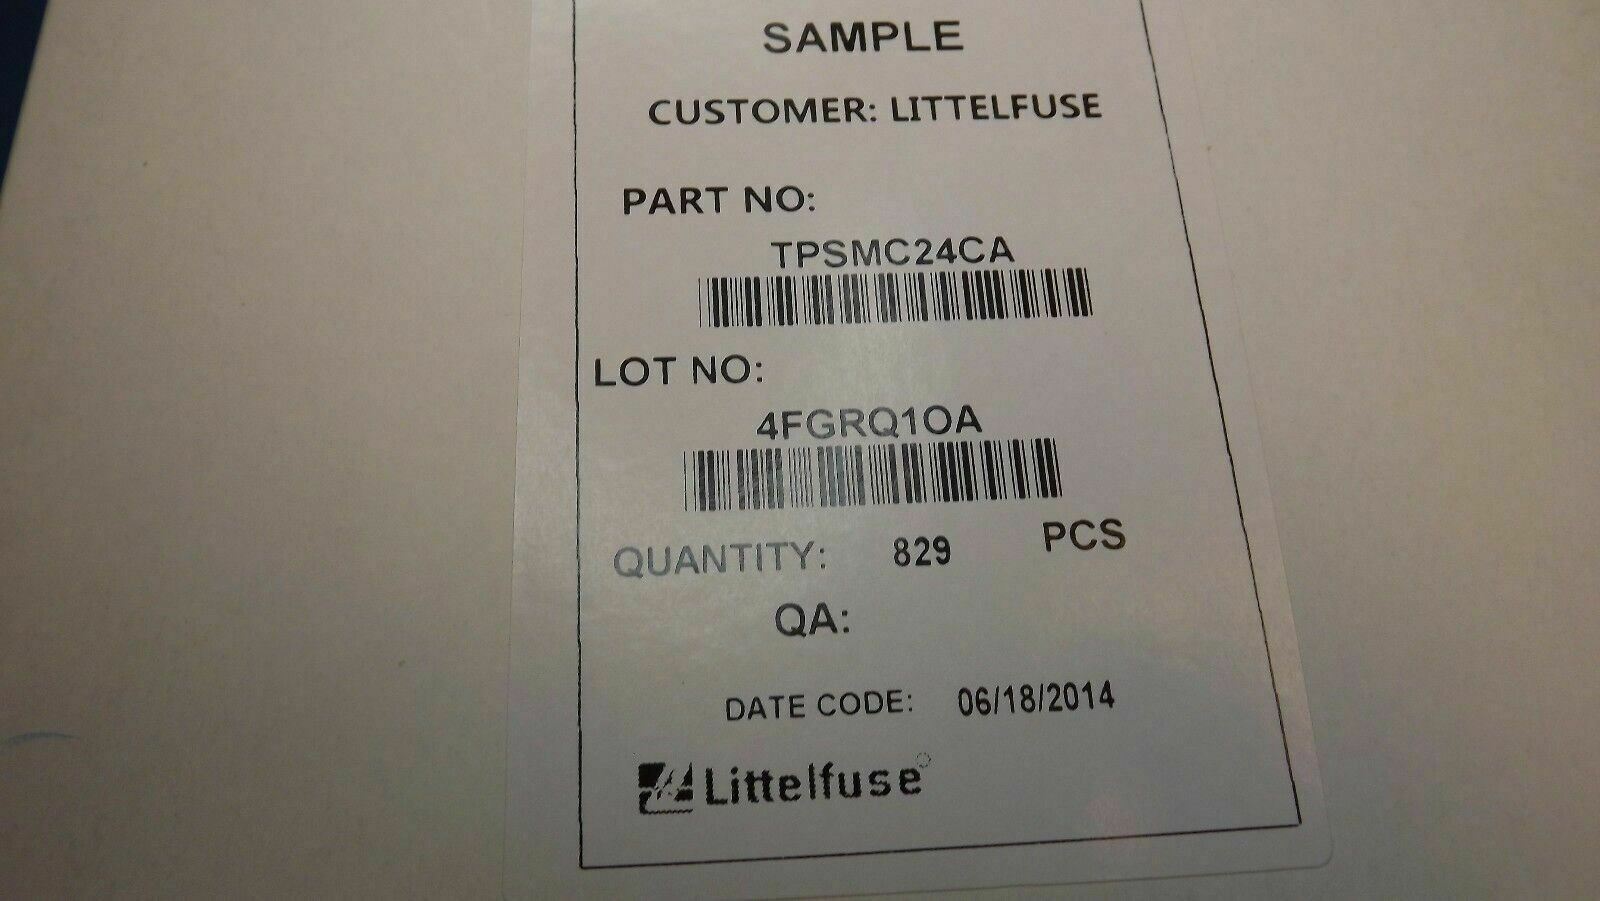 SAMPLE
CUSTOMER: LITTELFUSE
PART NO:
TPSMC24CA
LOT NO:
4FGRQ1OA
QUANTITY: 829 PCS
QA:
DATE CODE: 06/18/2014
Littelfuse